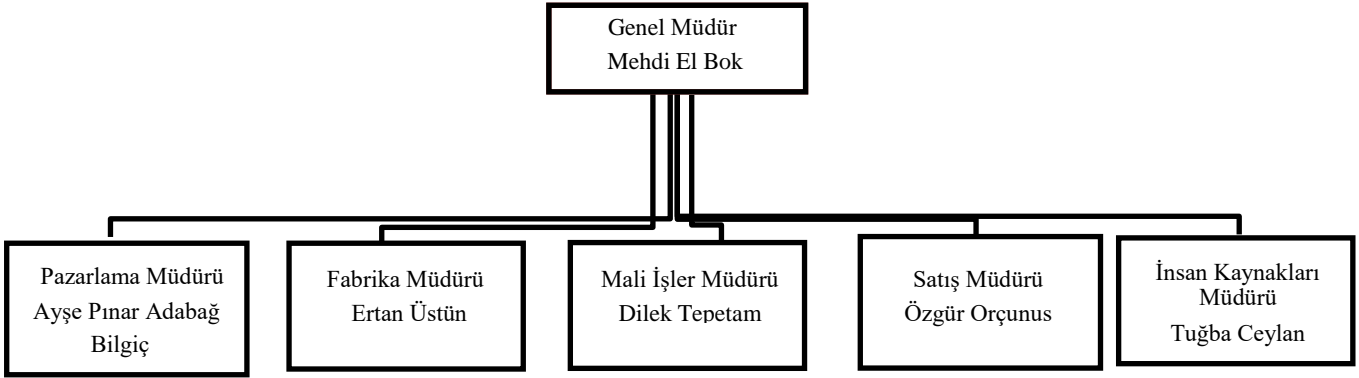 Genel Müdür
Mehdi El Bok
Pazarlama Müdürü
Ayşe Pınar Adabağ
Bilgiç
Fabrika Müdürü
Ertan Üstün
Mali İşler Müdürü
Dilek Tepetam
Satış Müdürü
Özgür Orçunus
İnsan Kaynakları
Müdürü
Tuğba Ceylan